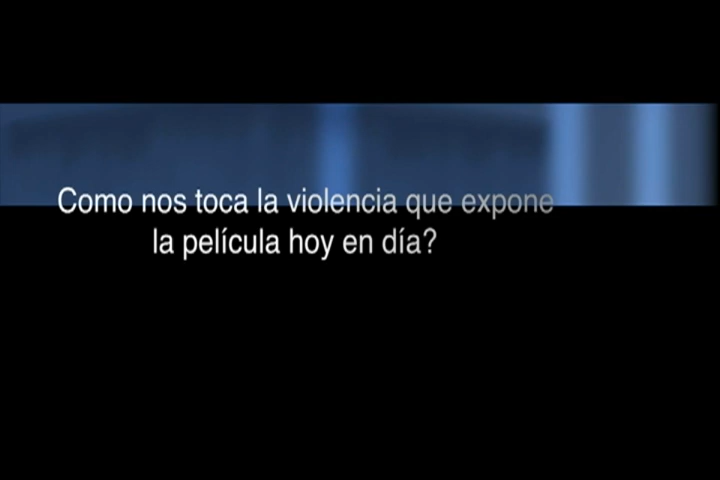 Como nos toca la violencia que expone
la película hoy en día?